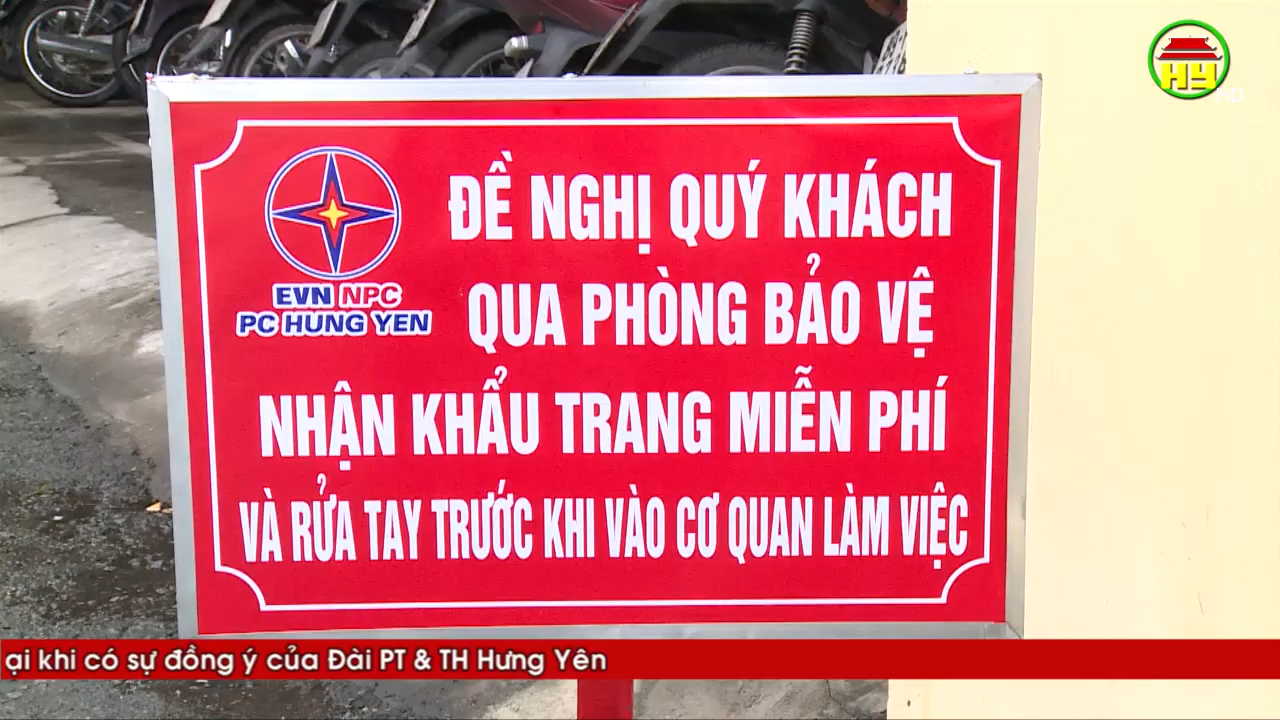 HY
HD
ĐỀ NGHỊ QUÝ KHÁCH
QUA PHÒNG BẢO VỆ
EVN NPC
PC HUNG YEN
NHẬN KHẨU TRANG MIỄN PHÍ
VÀ RỬA TAY TRƯỚC KHI VÀO CƠ QUAN LÀM VIỆC
ại khi có sự đồng ý của Đài PT & TH Hưng Yên